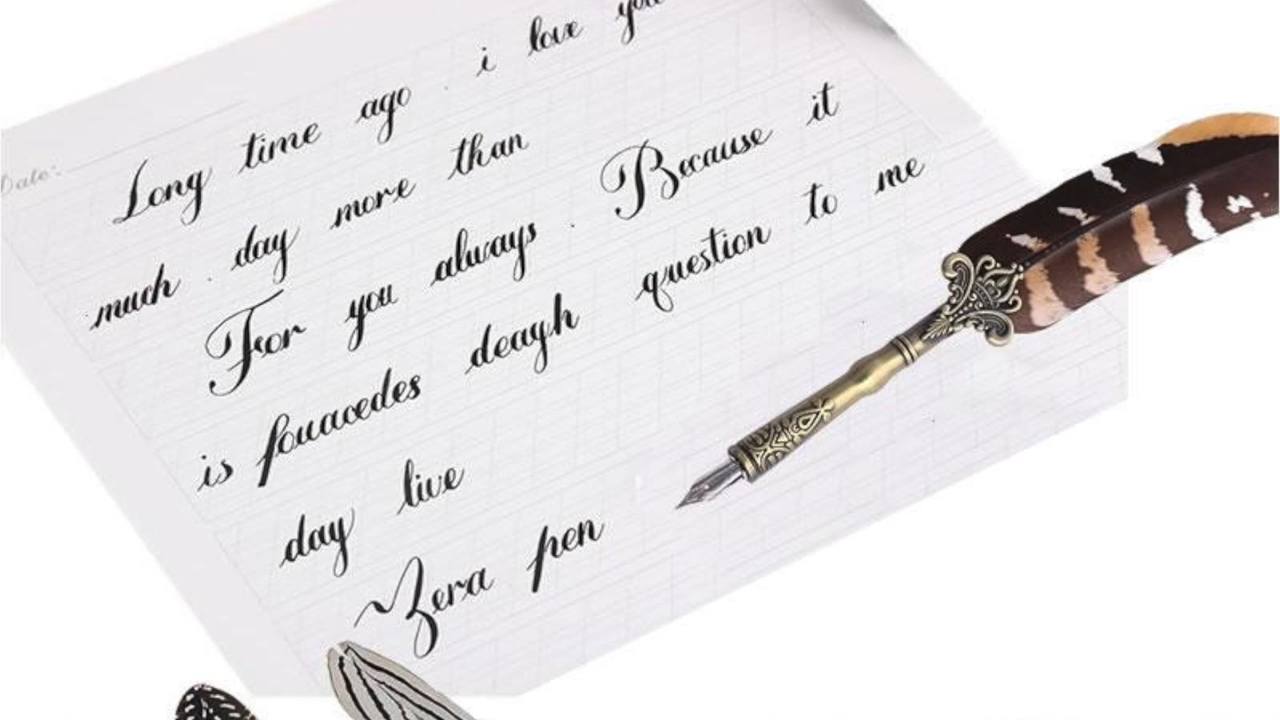 Date:
Long time ago. i love you
much. day more than
For you always. Because it
is fouacedes deagh question to me
day live
Zera pen